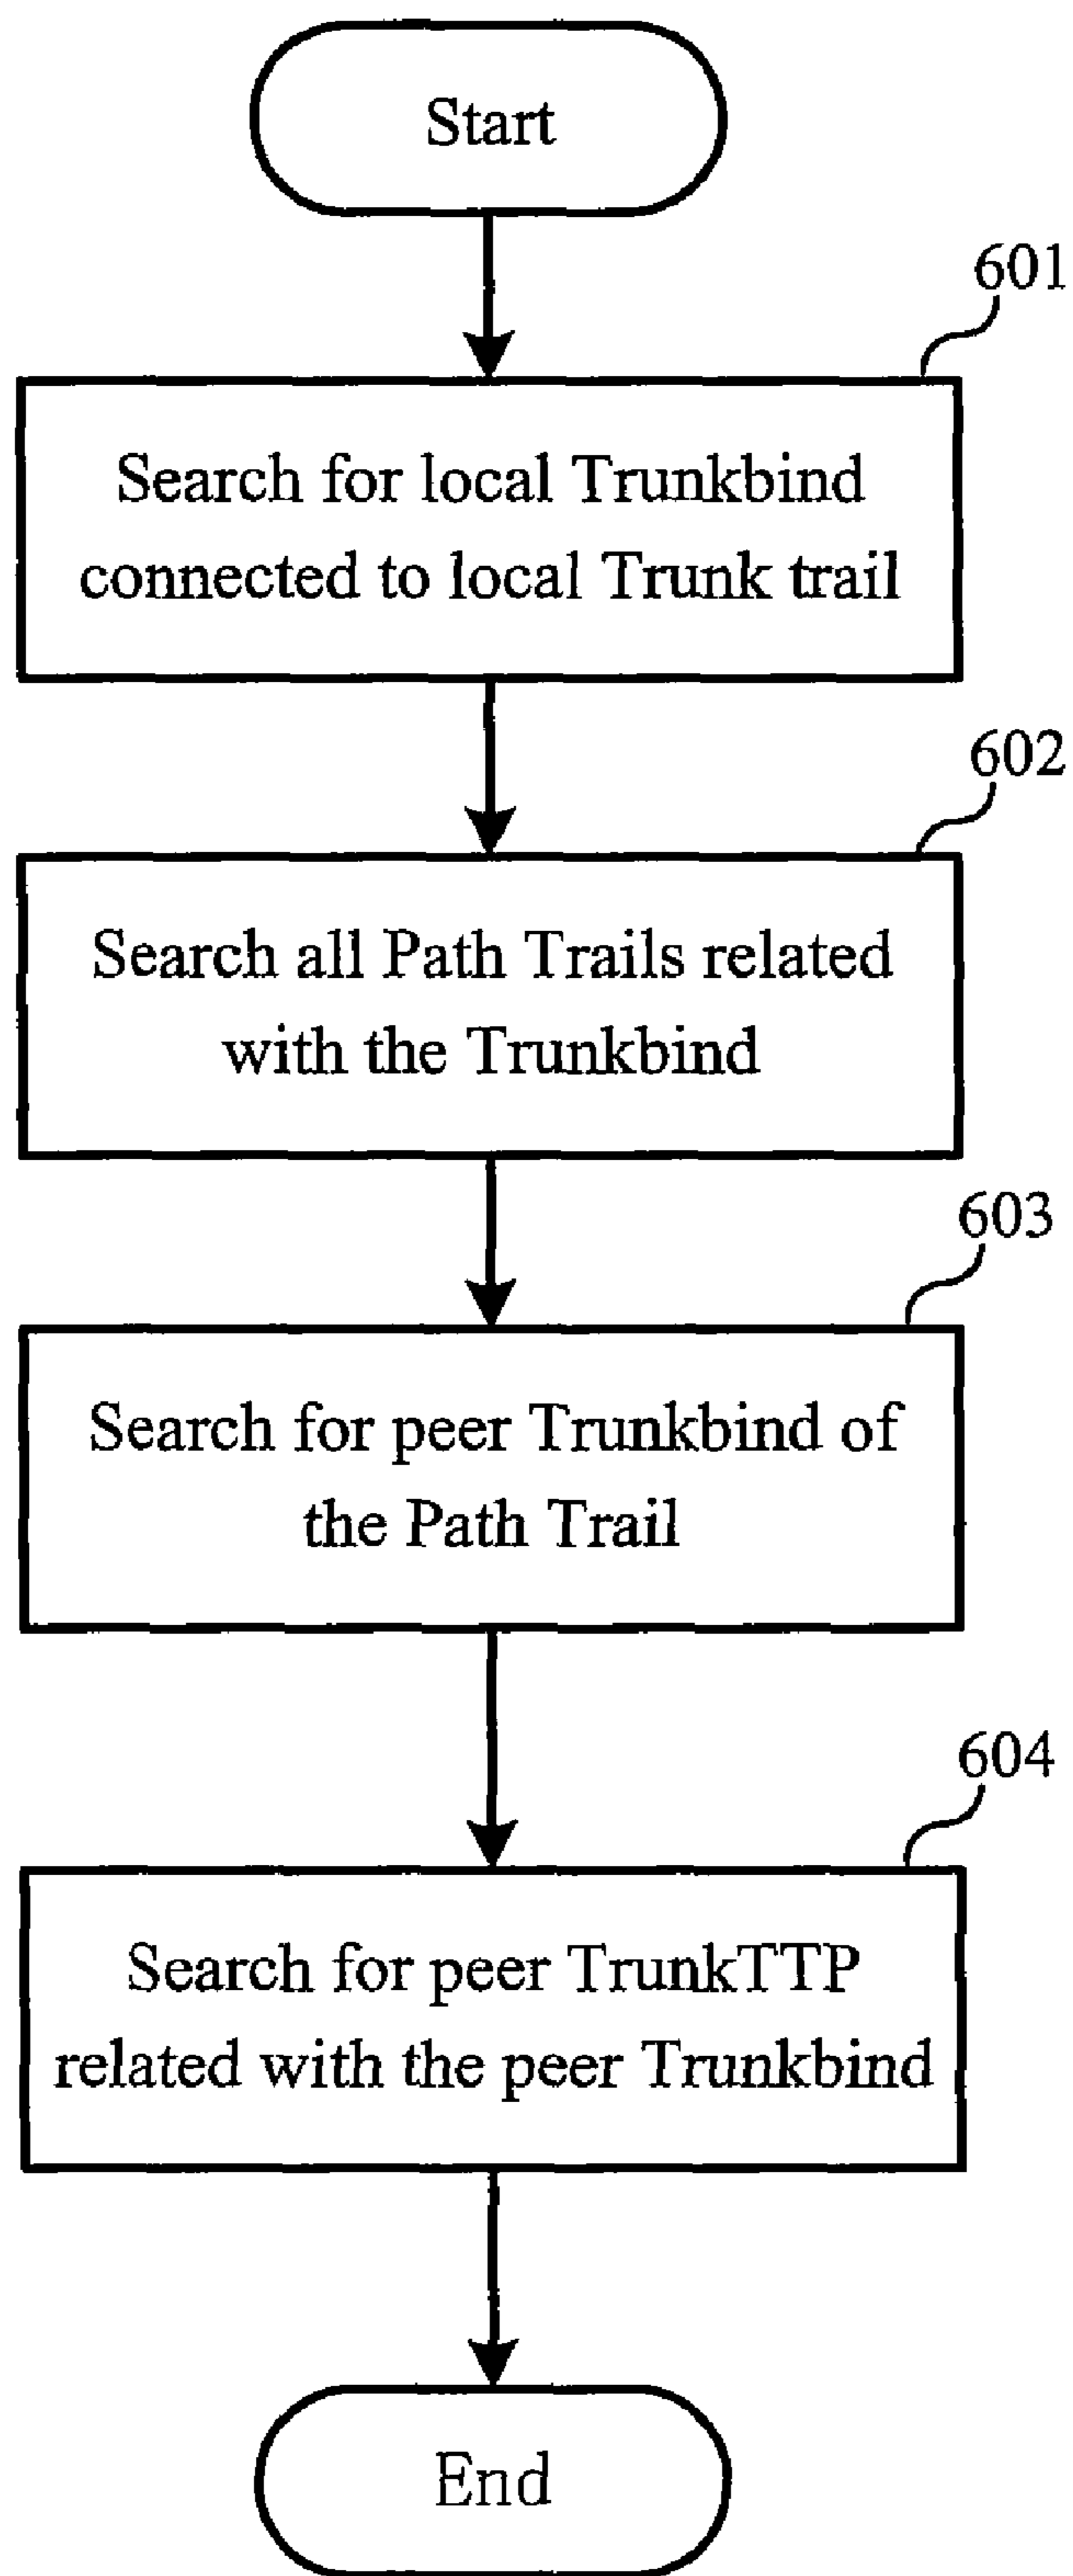 Start
601
Search for local Trunkbind
connected to local Trunk trail
602
Search all Path Trails related
with the Trunkbind
603
Search for peer Trunkbind of
the Path Trail
604
Search for peer TrunkTTP
related with the peer Trunkbind
End